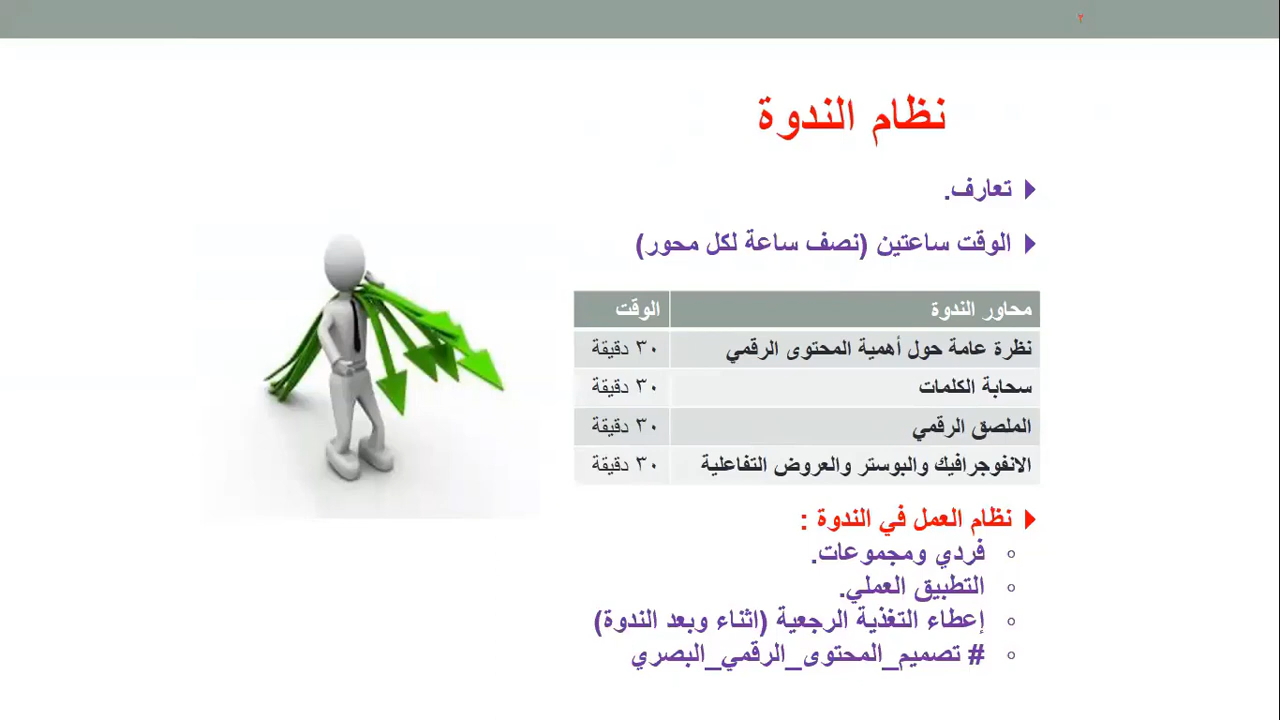 ٢
نظام الندوة
تعارف.
الوقت ساعتين (نصف ساعة لكل محور)
محاور الندوة الوقت
نظرة عامة حول أهمية المحتوى الرقمي ٣٠ دقيقة
سحابة الكلمات ٣٠ دقيقة
الملصق الرقمي ٣٠ دقيقة
الانفوجرافيك والبوستر والعروض التفاعلية ٣٠ دقيقة
نظام العمل في الندوة :
فردي ومجموعات.
التطبيق العملي.
إعطاء التغذية الرجعية (اثناء وبعد الندوة)
# تصميم_المحتوى_الرقمي_البصري